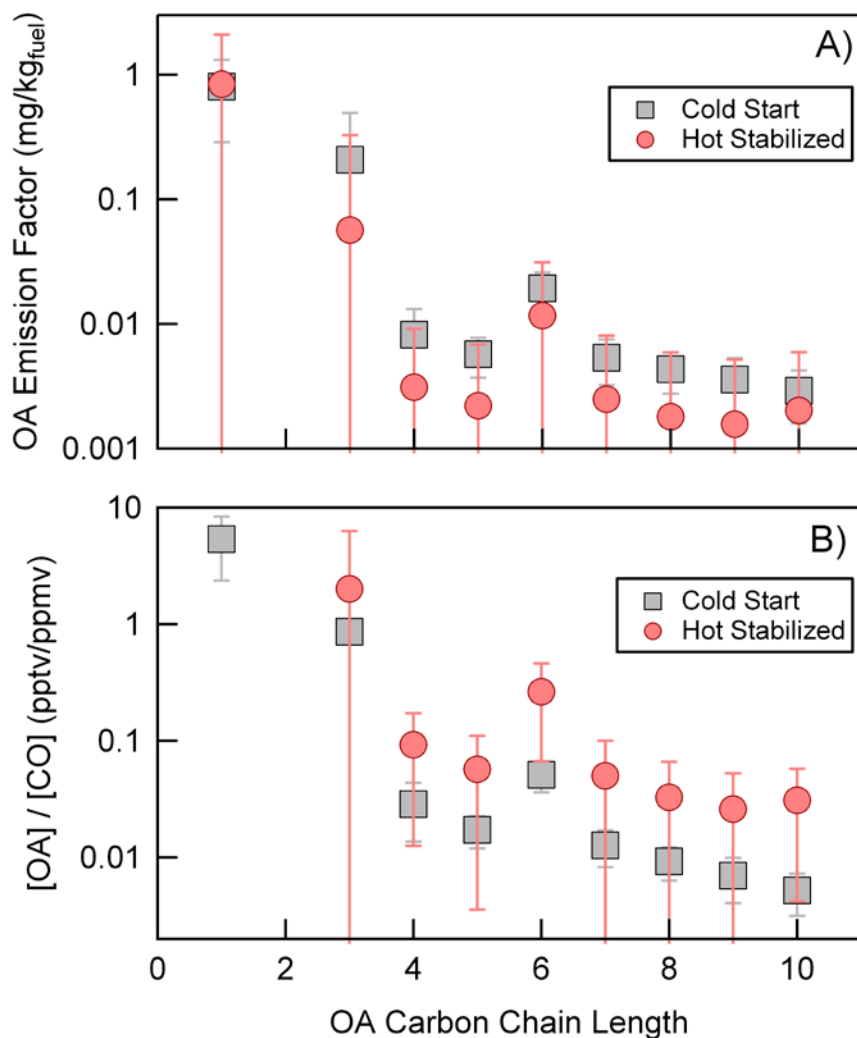 A)
OA Emission Factor (mg/kgfuel)
1
0.1
0.01
0.001
Cold Start
Hot Stabilized
B)
[OA] / [CO] (pptv/ppmv)
10
1
0.1
0.01
Cold Start
Hot Stabilized
0 2 4 6 8 10
OA Carbon Chain Length